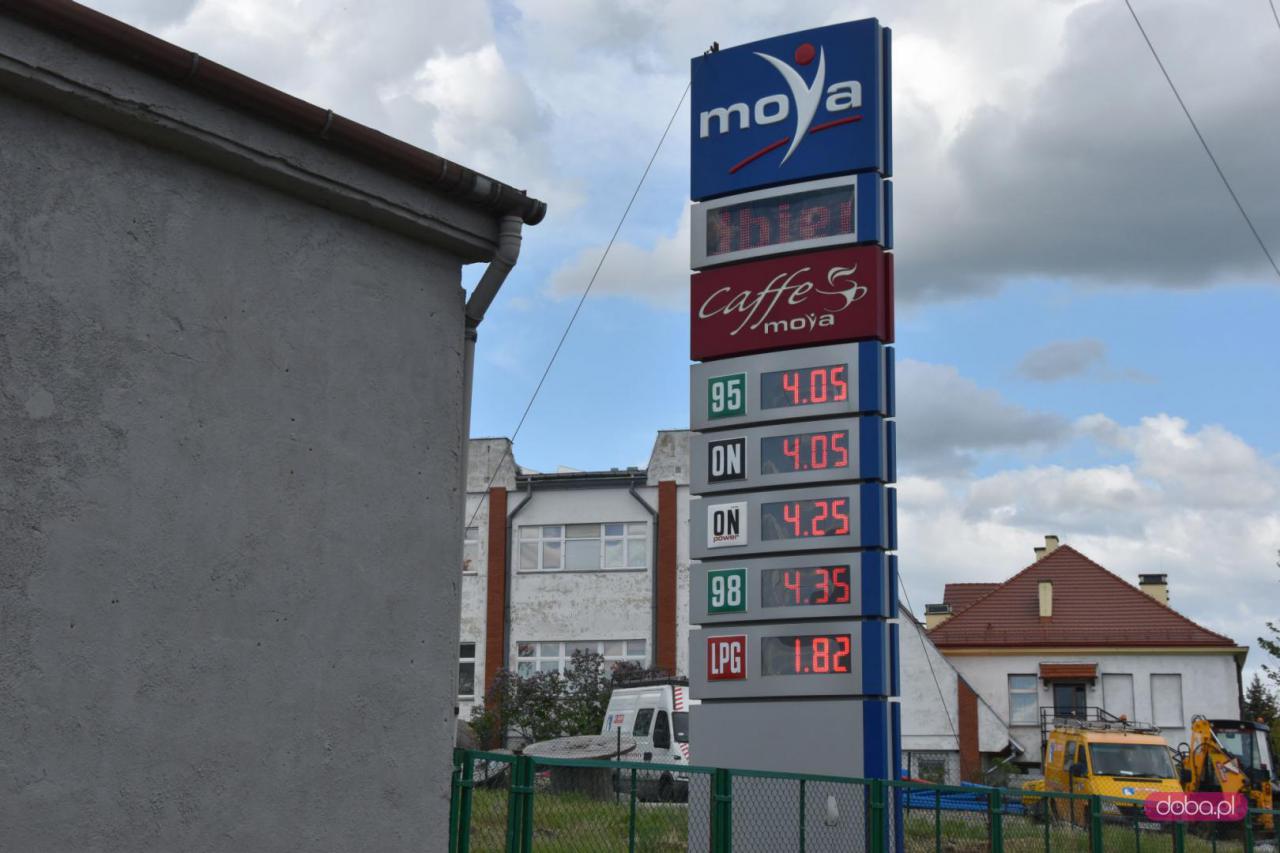 moya
Caffe
moya
95 4.05
ON 4.05
ON 4.25
power
98 4.35
LPG 1.82
doba.pl